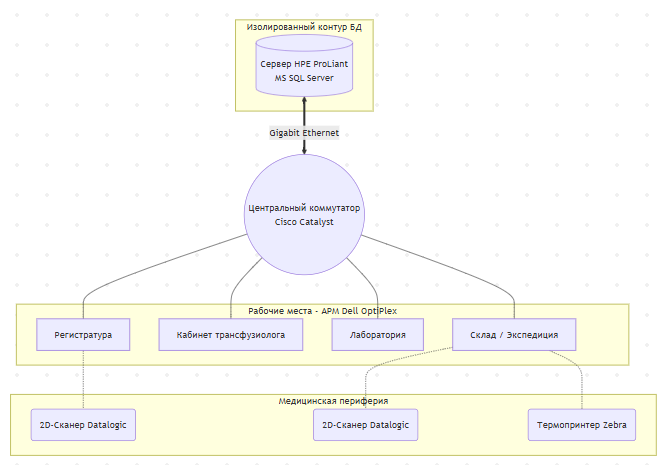 Изолированный контур БД
Сервер HPE ProLiant
MS SQL Server
Gigabit Ethernet
Центральный коммутатор
Cisco Catalyst
Рабочие места - АРМ Dell OptiPlex
Регистратура
Кабинет трансфузиолога
Лаборатория
Склад / Экспедиция
Медицинская периферия
2D-Сканер Datalogic
2D-Сканер Datalogic
Термопринтер Zebra